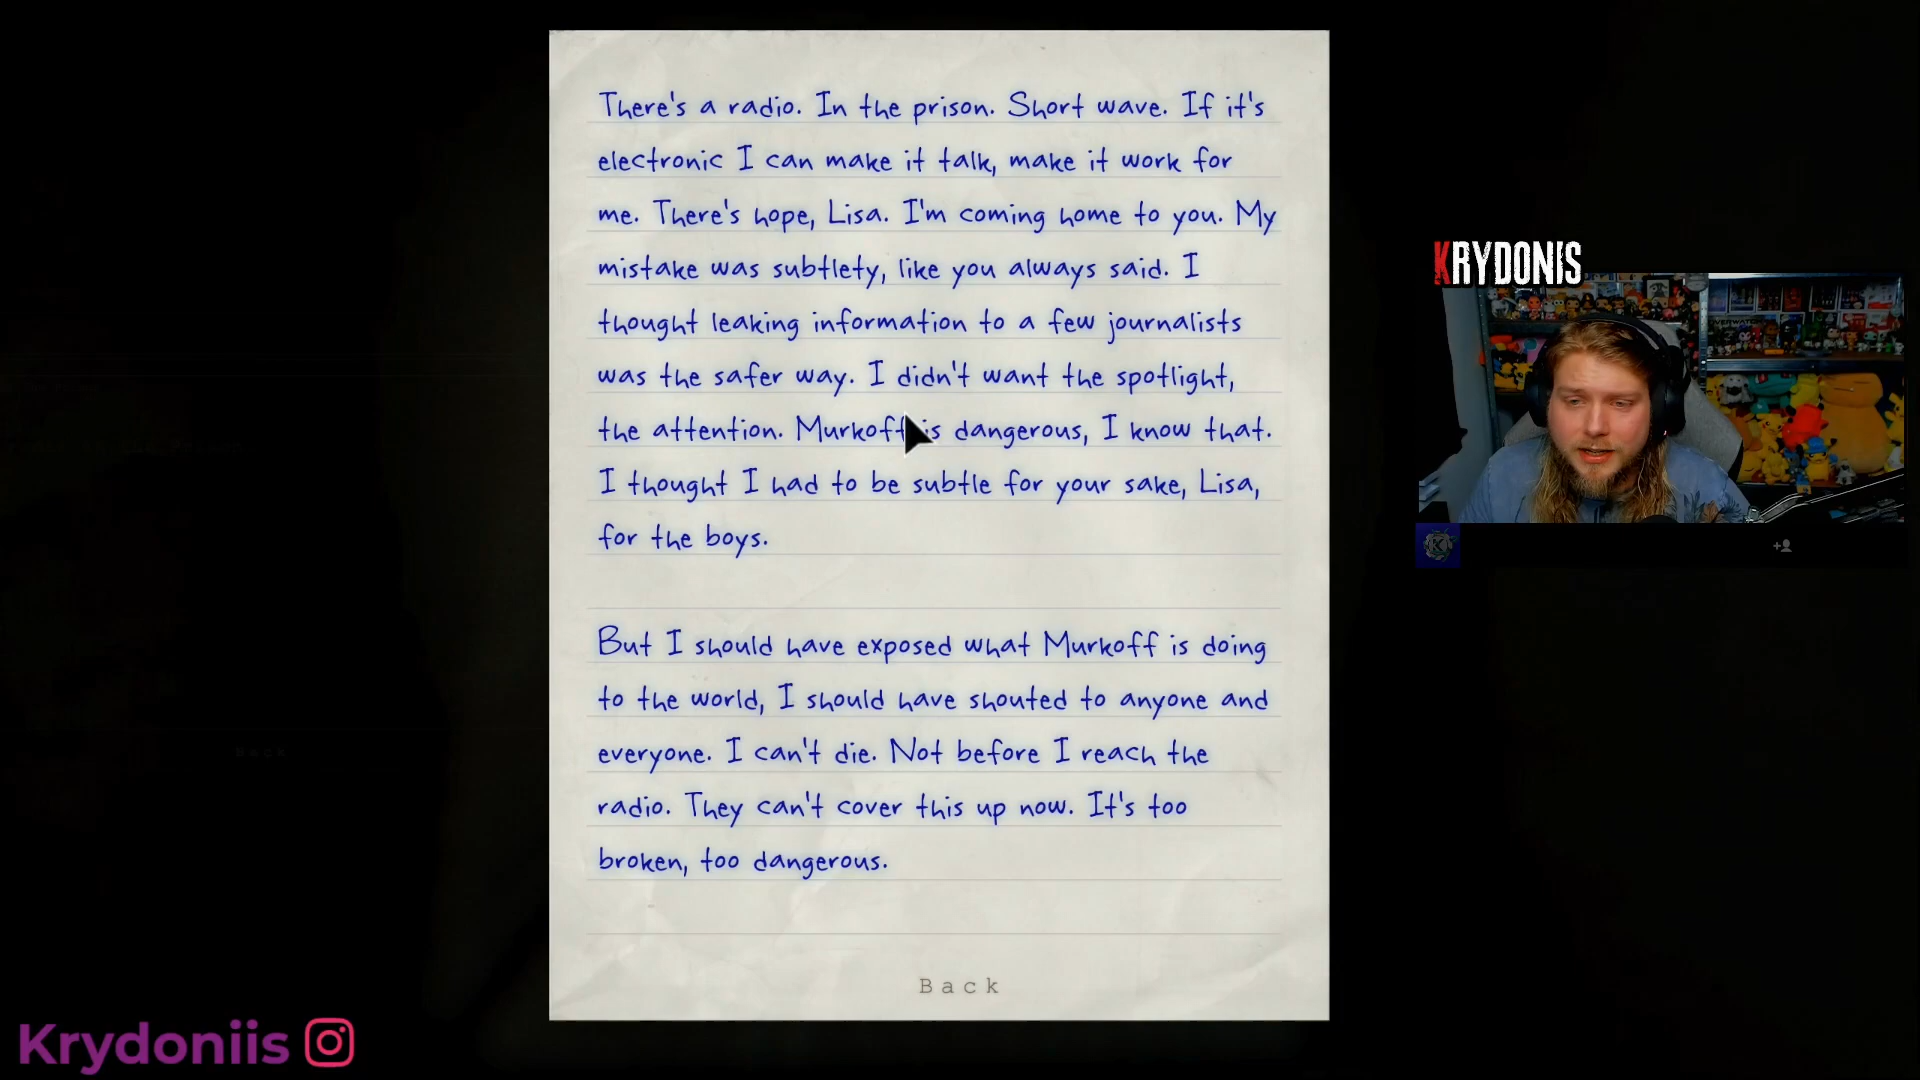 There's a radio. In the prison. Short wave. If it's
electronic I can make it talk, make it work for
me. There's hope, Lisa. I'm coming home to you. My
mistake was subtlety, like you always said. I
thought leaking information to a few journalists
was the safer way. I didn't want the spotlight,
the attention. Murkoff is dangerous, I know that.
I thought I had to be subtle for your sake, Lisa,
for the boys.
But I should have exposed what Murkoff is doing
to the world, I should have shouted to anyone and
everyone. I can't die. Not before I reach the
radio. They can't cover this up now. It's too
broken, too dangerous.
Back
KRYDONIS
Back
Krydoniis